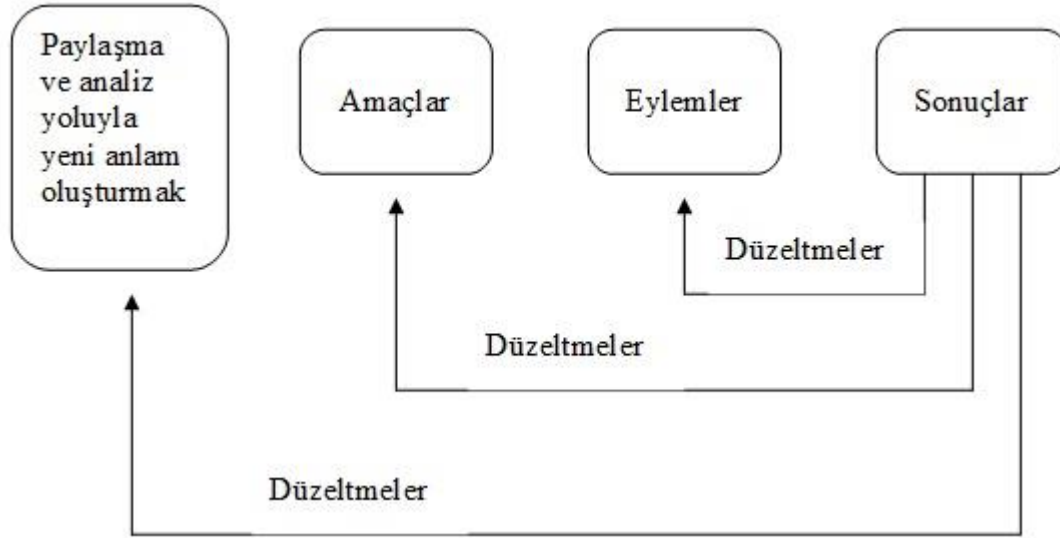 Paylaşma
ve analiz
yoluyla
yeni anlam
oluşturmak
Amaçlar
Eylemler
Sonuçlar
Düzeltmeler
Düzeltmeler
Düzeltmeler